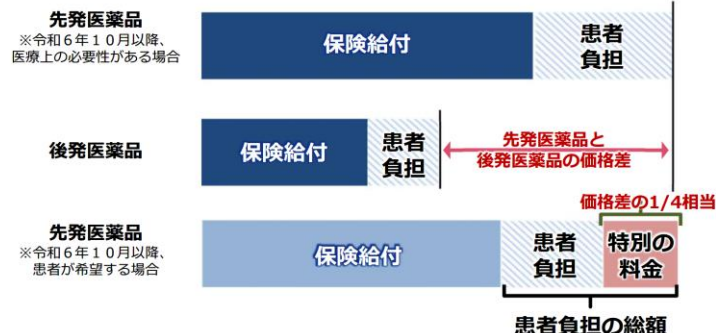 先発医薬品
※令和６年１０月以降、
医療上の必要性がある場合
保険給付
患者
負担
後発医薬品
保険給付
患者
負担
先発医薬品と
後発医薬品の価格差
価格差の1/4相当
先発医薬品
※令和６年１０月以降、
患者が希望する場合
保険給付
患者
負担
特別の
料金
患者負担の総額